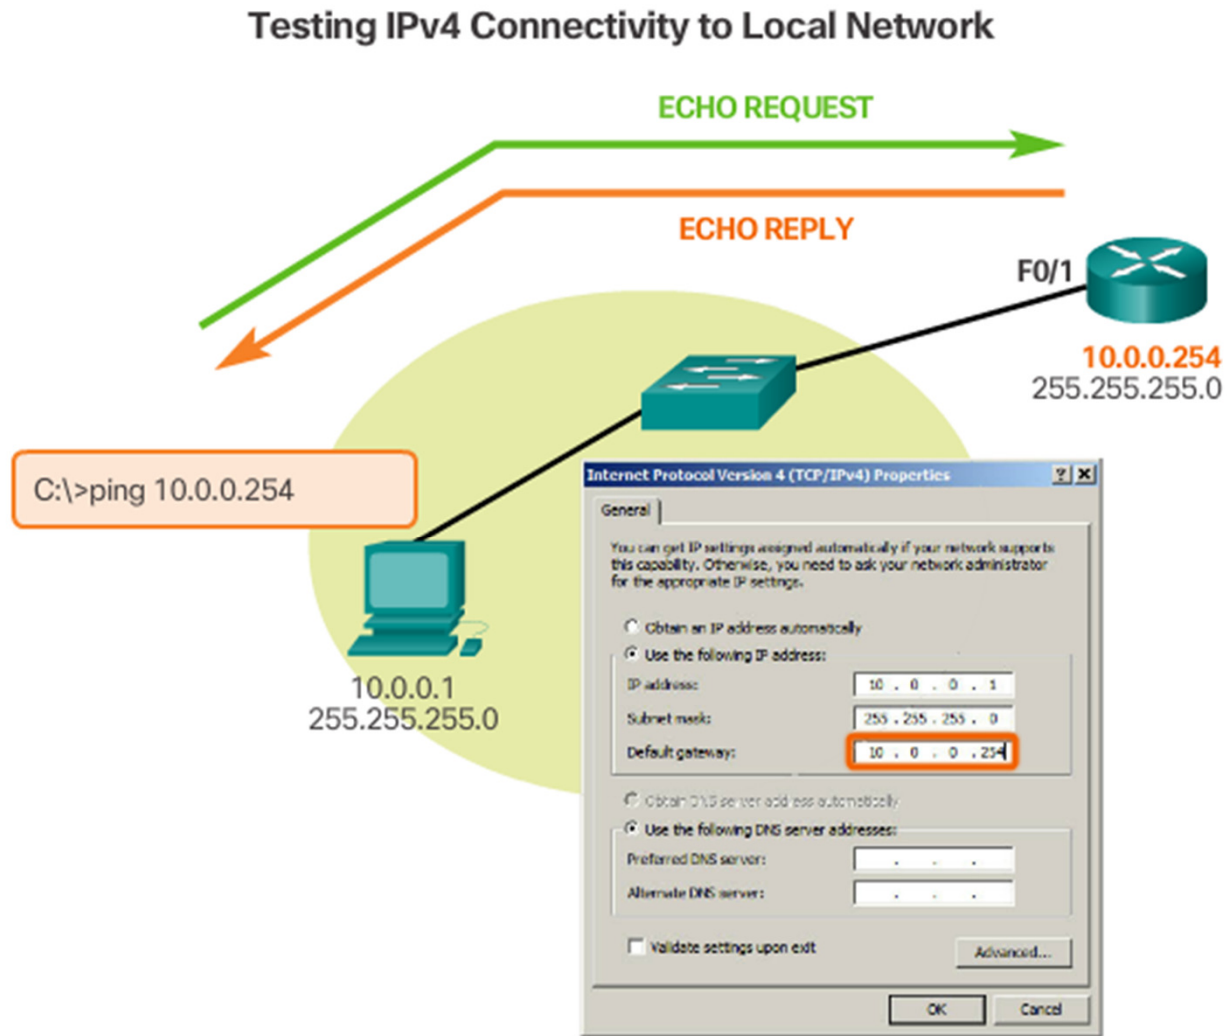 Testing IPv4 Connectivity to Local Network
ECHO REQUEST
ECHO REPLY
F0/1
10.0.0.254
255.255.255.0
C:\>ping 10.0.0.254
10.0.0.1
255.255.255.0
Internet Protocol Version 4 (TCP/IPv4) Properties
General
You can get IP settings assigned automatically if your network supports
this capability. Otherwise, you need to ask your network administrator
for the appropriate IP settings.
Obtain an IP address automatically
Use the following IP address:
IP address: 10 . 0 . 0 . 1
Subnet mask: 255 . 255 . 255 . 0
Default gateway: 10 . 0 . 0 . 254
Obtain DNS server address automatically
Use the following DNS server addresses:
Preferred DNS server: . . .
Alternate DNS server: . . .
Validate settings upon exit
Advanced...
OK Cancel